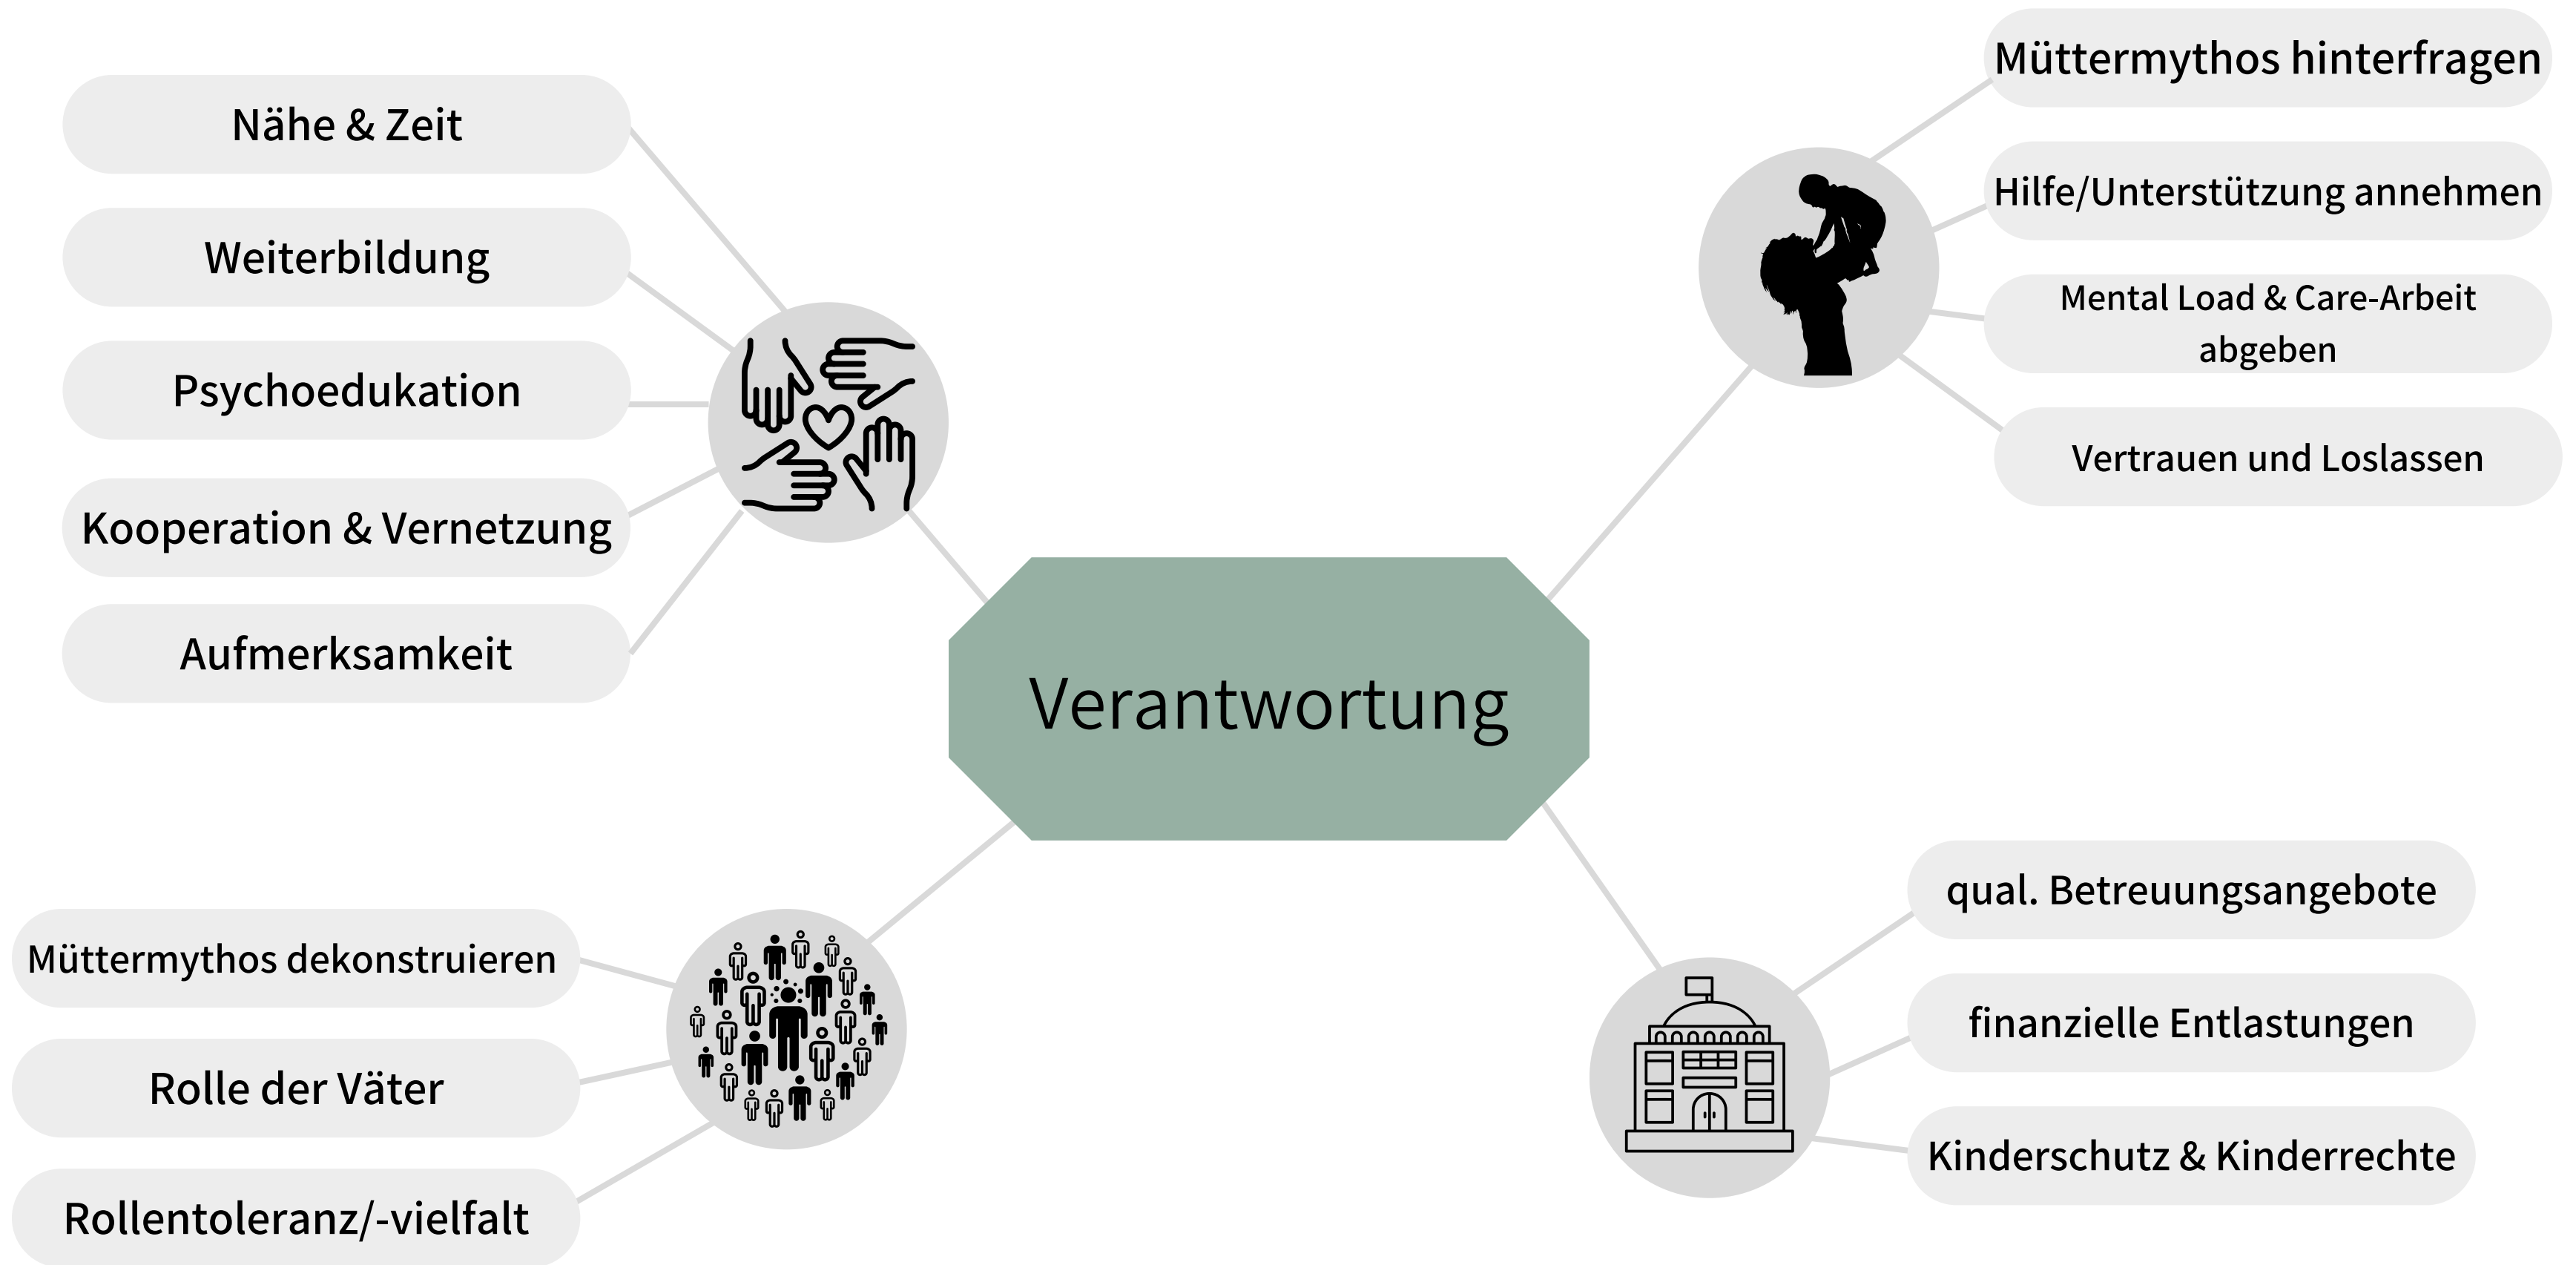 Nähe & Zeit
Weiterbildung
Psychoedukation
Kooperation & Vernetzung
Aufmerksamkeit
Müttermythos hinterfragen
Hilfe/Unterstützung annehmen
Mental Load & Care-Arbeit
abgeben
Vertrauen und Loslassen
Verantwortung
Müttermythos dekonstruieren
Rolle der Väter
Rollentoleranz/-vielfalt
qual. Betreuungsangebote
finanzielle Entlastungen
Kinderschutz & Kinderrechte